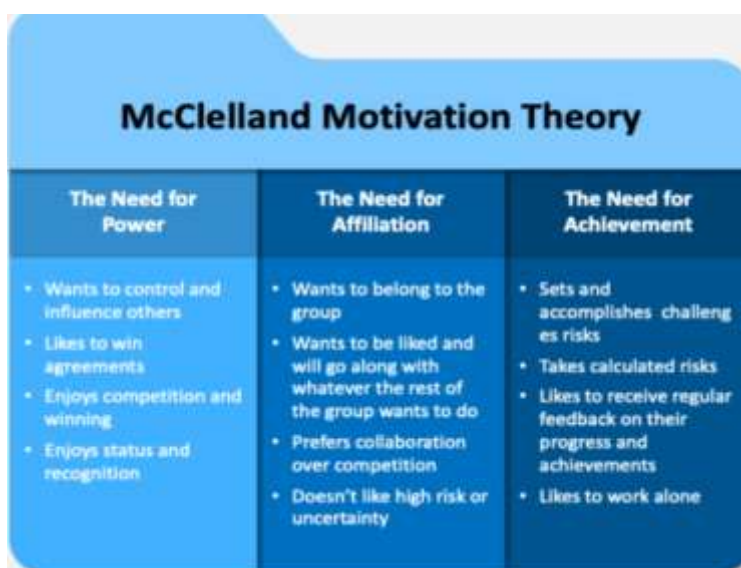 McClelland Motivation Theory
The Need for
Power
• Wants to control and
influence others
• Likes to win
agreements
• Enjoys competition and
winning
• Enjoys status and
recognition
The Need for
Affiliation
• Wants to belong to the
group
• Wants to be liked and
will go along with
whatever the rest of
the group wants to do
• Prefers collaboration
over competition
• Doesn't like high risk or
uncertainty
The Need for
Achievement
• Sets and
accomplishes challeng
es risks
• Takes calculated risks
• Likes to receive regular
feedback on their
progress and
achievements
• Likes to work alone